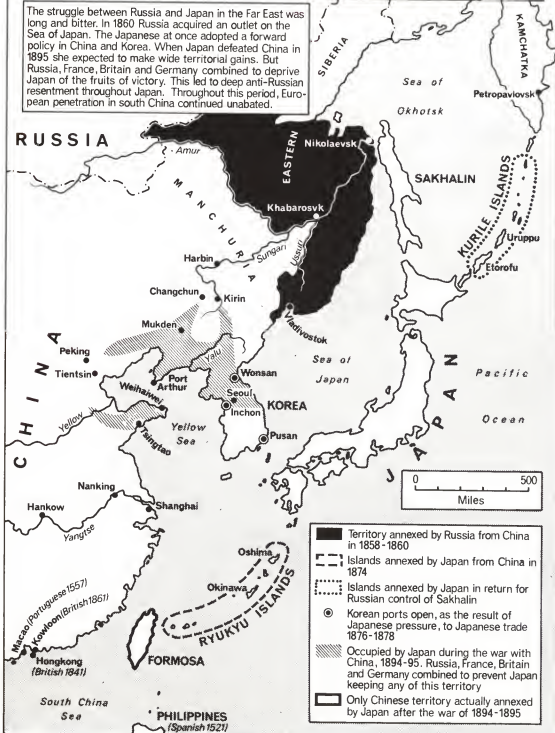 The struggle between Russia and Japan in the Far East was
long and bitter. In 1860 Russia acquired an outlet on the
Sea of Japan. The Japanese at once adopted a forward
policy in China and Korea. When Japan defeated China in
1895 she expected to make wide territorial gains. But
Russia, France, Britain and Germany combined to deprive
Japan of the fruits of victory. This led to deep anti-Russian
resentment throughout Japan. Throughout this period, Euro-
pean penetration in south China continued unabated.
SIBERIA
KAMCHATKA
Sea of
Okhotsk
Petropavlovsk
RUSSIA
Amur
EASTERN
Nikolaevsk
SAKHALIN
KURILE ISLANDS
Uruppu
Etorofu
MANCHURIA
Khabarosvk
Sungari
Ussuri
Harbin
Changchun
Kirin
Mukden
Vladivostok
Yalu
Sea of
Japan
CHINA
Peking
Tientsin
Port
Arthur
Wonsan
Seoul
Inchon
KOREA
Weihaiwei
Yellow
Tsingtao
Yellow
Sea
Pusan
JAPAN
Pacific
Ocean
0 500
Miles
Nanking
Shanghai
Hankow
Yangtse
Oshima
Okinawa
RYUKYU ISLANDS
Macao (Portuguese 1557)
Kowloon (British 1861)
Hongkong
(British 1841)
FORMOSA
South China
Sea
PHILIPPINES
(Spanish 1521)
Territory annexed by Russia from China
in 1858-1860
Islands annexed by Japan from China in
1874
Islands annexed by Japan in return for
Russian control of Sakhalin
Korean ports open, as the result of
Japanese pressure, to Japanese trade
1876-1878
Occupied by Japan during the war with
China, 1894-95. Russia, France, Britain
and Germany combined to prevent Japan
keeping any of this territory
Only Chinese territory actually annexed
by Japan after the war of 1894-1895